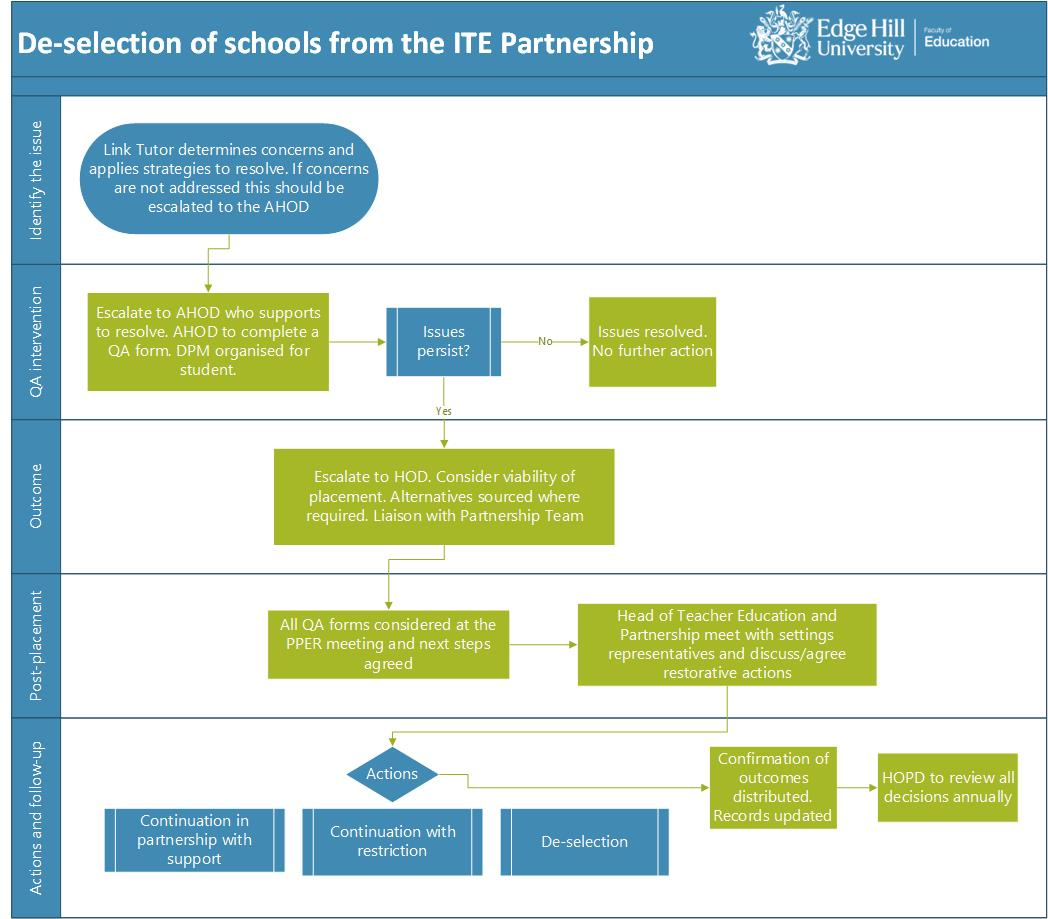 De-selection of schools from the ITE Partnership
Edge Hill
University
Faculty of
Education
Identify the issue
Link Tutor determines concerns and
applies strategies to resolve. If concerns
are not addressed this should be
escalated to the AHOD
QA intervention
Escalate to AHOD who supports
to resolve. AHOD to complete a
QA form. DPM organised for
student.
Issues
persist?
No
Issues resolved.
No further action
Yes
Outcome
Escalate to HOD. Consider viability of
placement. Alternatives sourced where
required. Liaison with Partnership Team
Post-placement
All QA forms considered at the
PPER meeting and next steps
agreed
Head of Teacher Education and
Partnership meet with settings
representatives and discuss/agree
restorative actions
Actions and follow-up
Actions
Confirmation of
outcomes
distributed.
Records updated
HOPD to review all
decisions annually
Continuation in
partnership with
support
Continuation with
restriction
De-selection